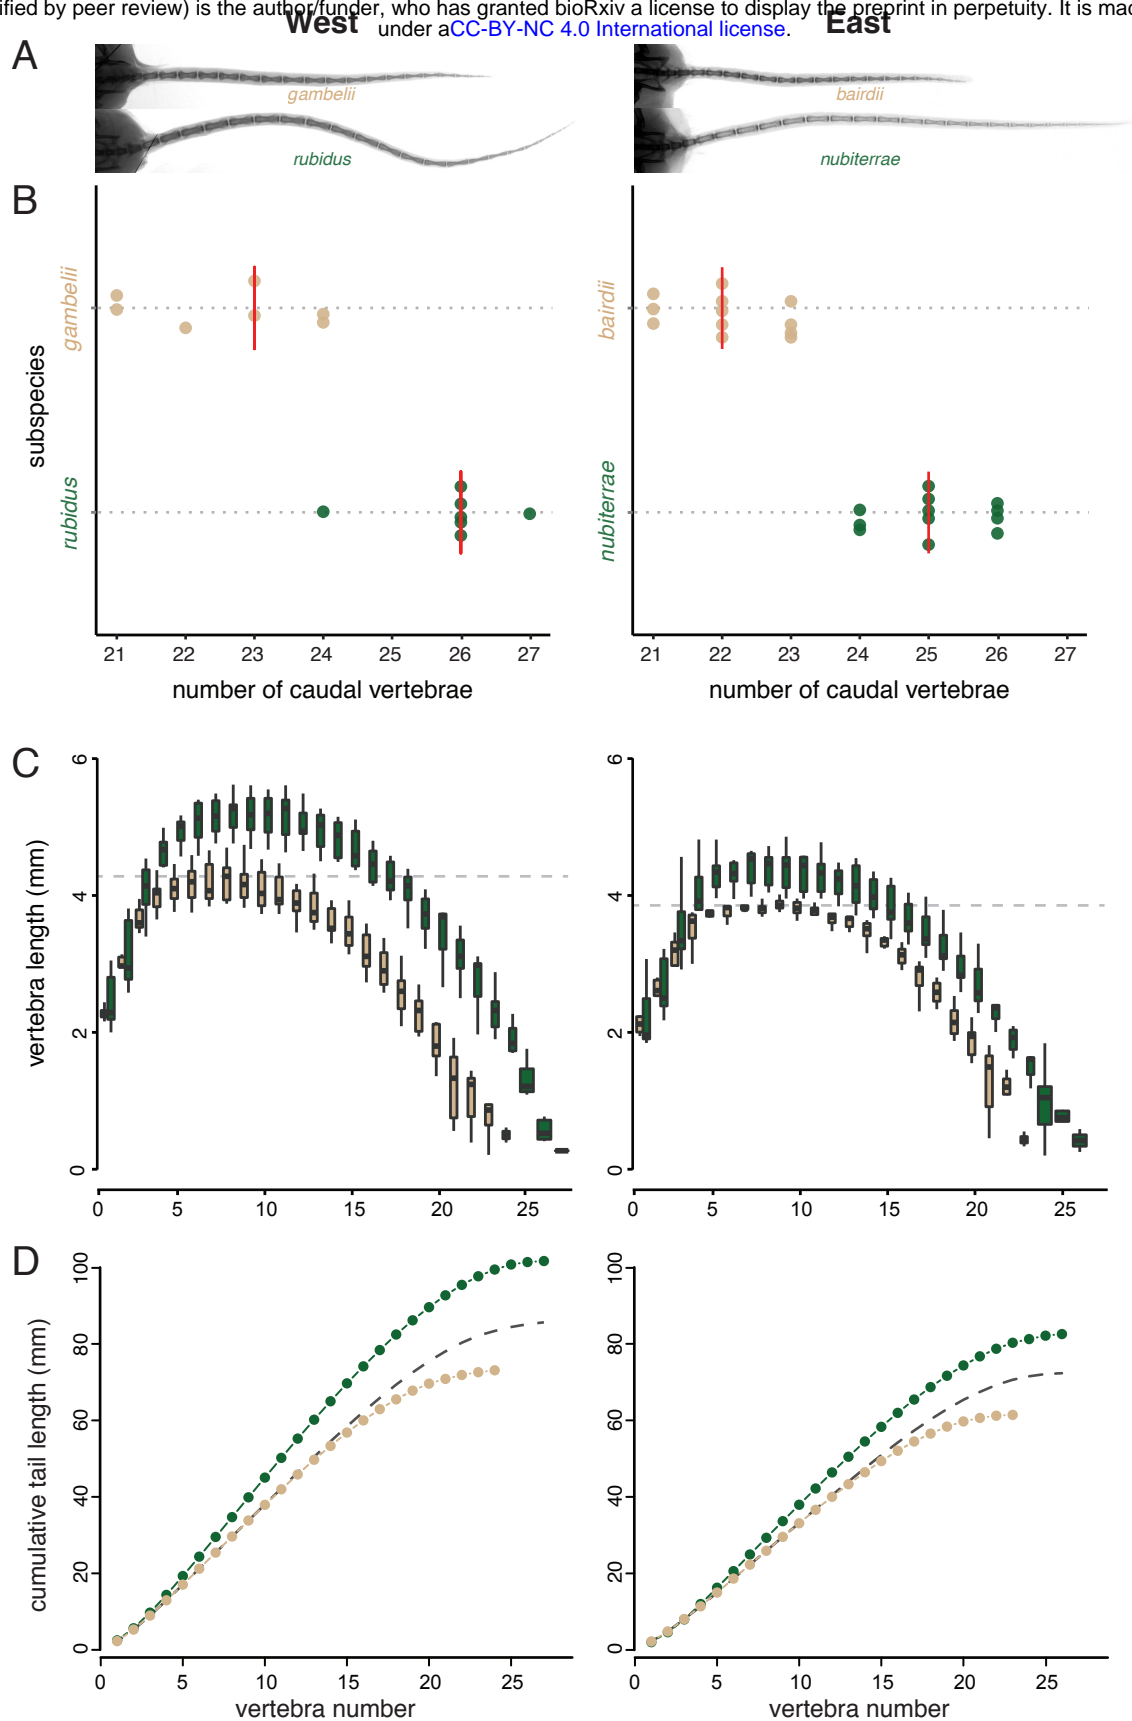 ified by peer review) is the author/funder, who has granted bioRxiv a license to display the preprint in perpetuity. It is mad
under aCC-BY-NC 4.0 International license.
West
East
A
gambelii
bairdii
rubidus
nubiterrae
B
subspecies
gambelii
rubidus
bairdii
nubiterrae
21 22 23 24 25 26 27
21 22 23 24 25 26 27
number of caudal vertebrae
number of caudal vertebrae
C
vertebra length (mm)
6
4
2
0
6
4
2
0
0 5 10 15 20 25
0 5 10 15 20 25
D
cumulative tail length (mm)
100
80
60
40
20
0
100
80
60
40
20
0
0 5 10 15 20 25
0 5 10 15 20 25
vertebra number
vertebra number